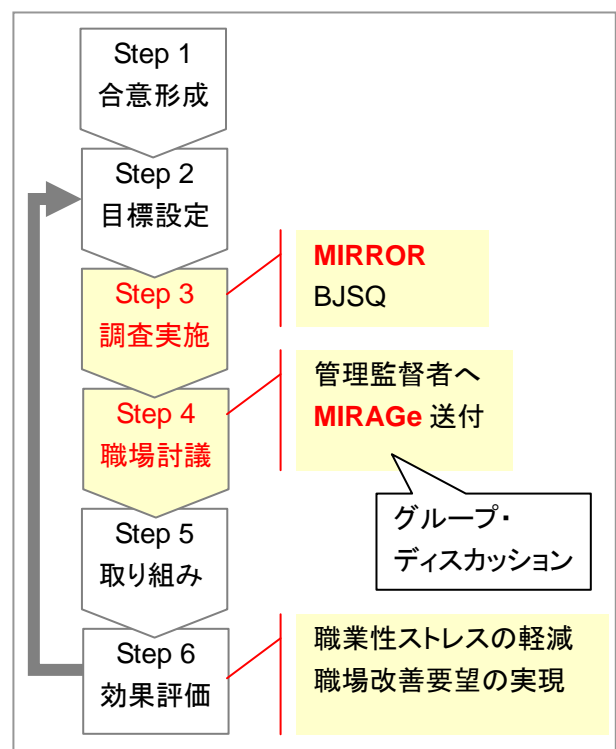 Step 1
合意形成
Step 2
目標設定
Step 3
調査実施
MIRROR
BJSQ
Step 4
職場討議
管理監督者へ
MIRAGe 送付
グループ・
ディスカッション
Step 5
取り組み
Step 6
効果評価
職業性ストレスの軽減
職場改善要望の実現